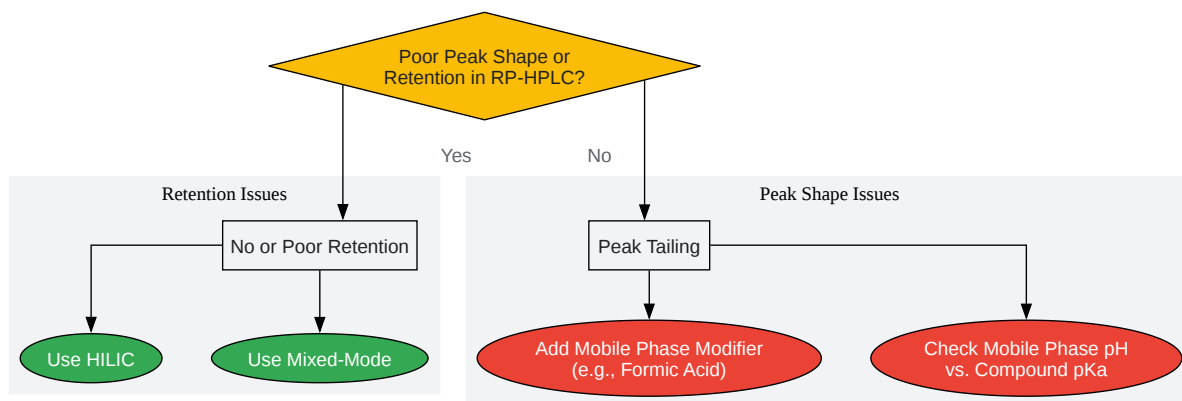 Poor Peak Shape or
Retention in RP-HPLC?
Yes
No
Retention Issues
Peak Shape Issues
No or Poor Retention
Peak Tailing
Use HILIC
Use Mixed-Mode
Add Mobile Phase Modifier
(e.g., Formic Acid)
Check Mobile Phase pH
vs. Compound pKa